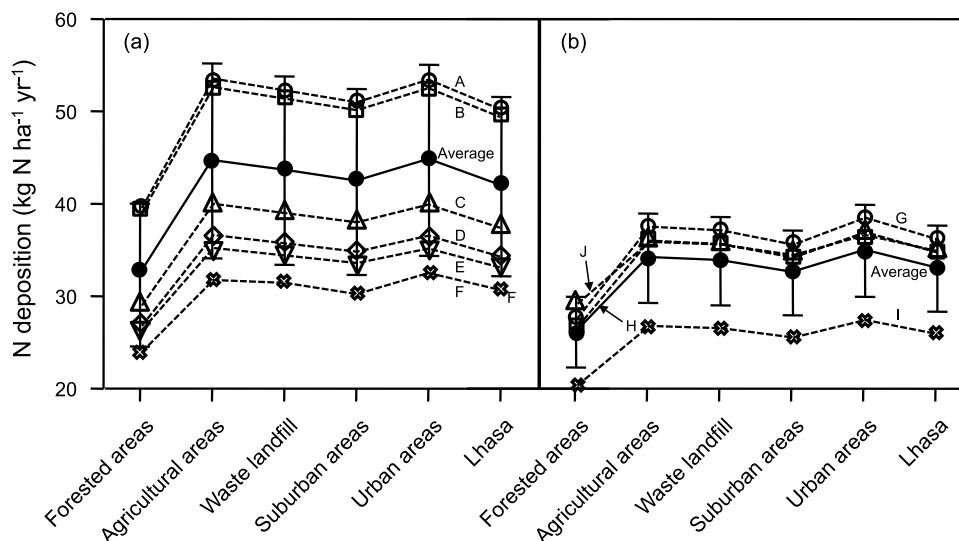 60
50
40
30
20
N deposition (kg N ha⁻¹ yr⁻¹)
(a)
A
B
Average
C
D
E
F
F
(b)
G
J
Average
H
I
Forested areas
Agricultural areas
Waste landfill
Suburban areas
Urban areas
Lhasa
Forested areas
Agricultural areas
Waste landfill
Suburban areas
Urban areas
Lhasa